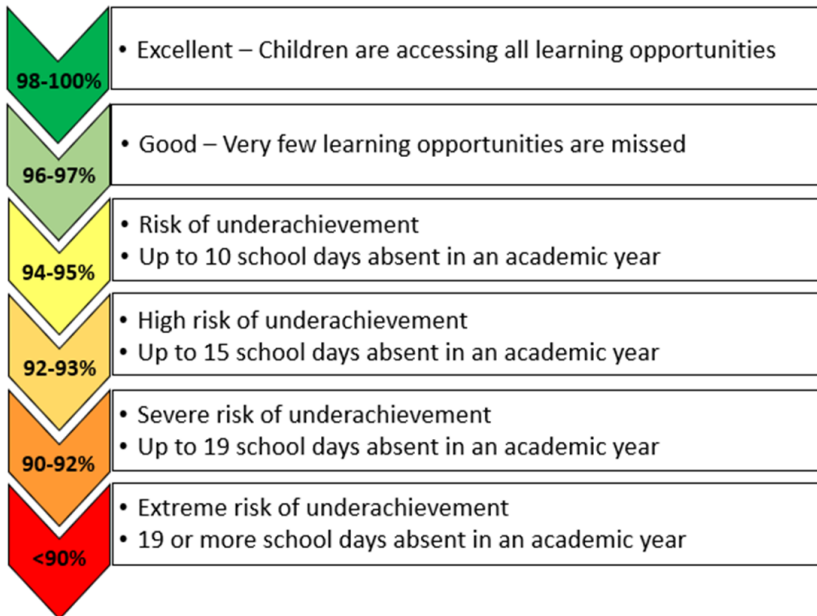 98-100%
• Excellent – Children are accessing all learning opportunities
96-97%
• Good – Very few learning opportunities are missed
94-95%
• Risk of underachievement
• Up to 10 school days absent in an academic year
92-93%
• High risk of underachievement
• Up to 15 school days absent in an academic year
90-92%
• Severe risk of underachievement
• Up to 19 school days absent in an academic year
<90%
• Extreme risk of underachievement
• 19 or more school days absent in an academic year